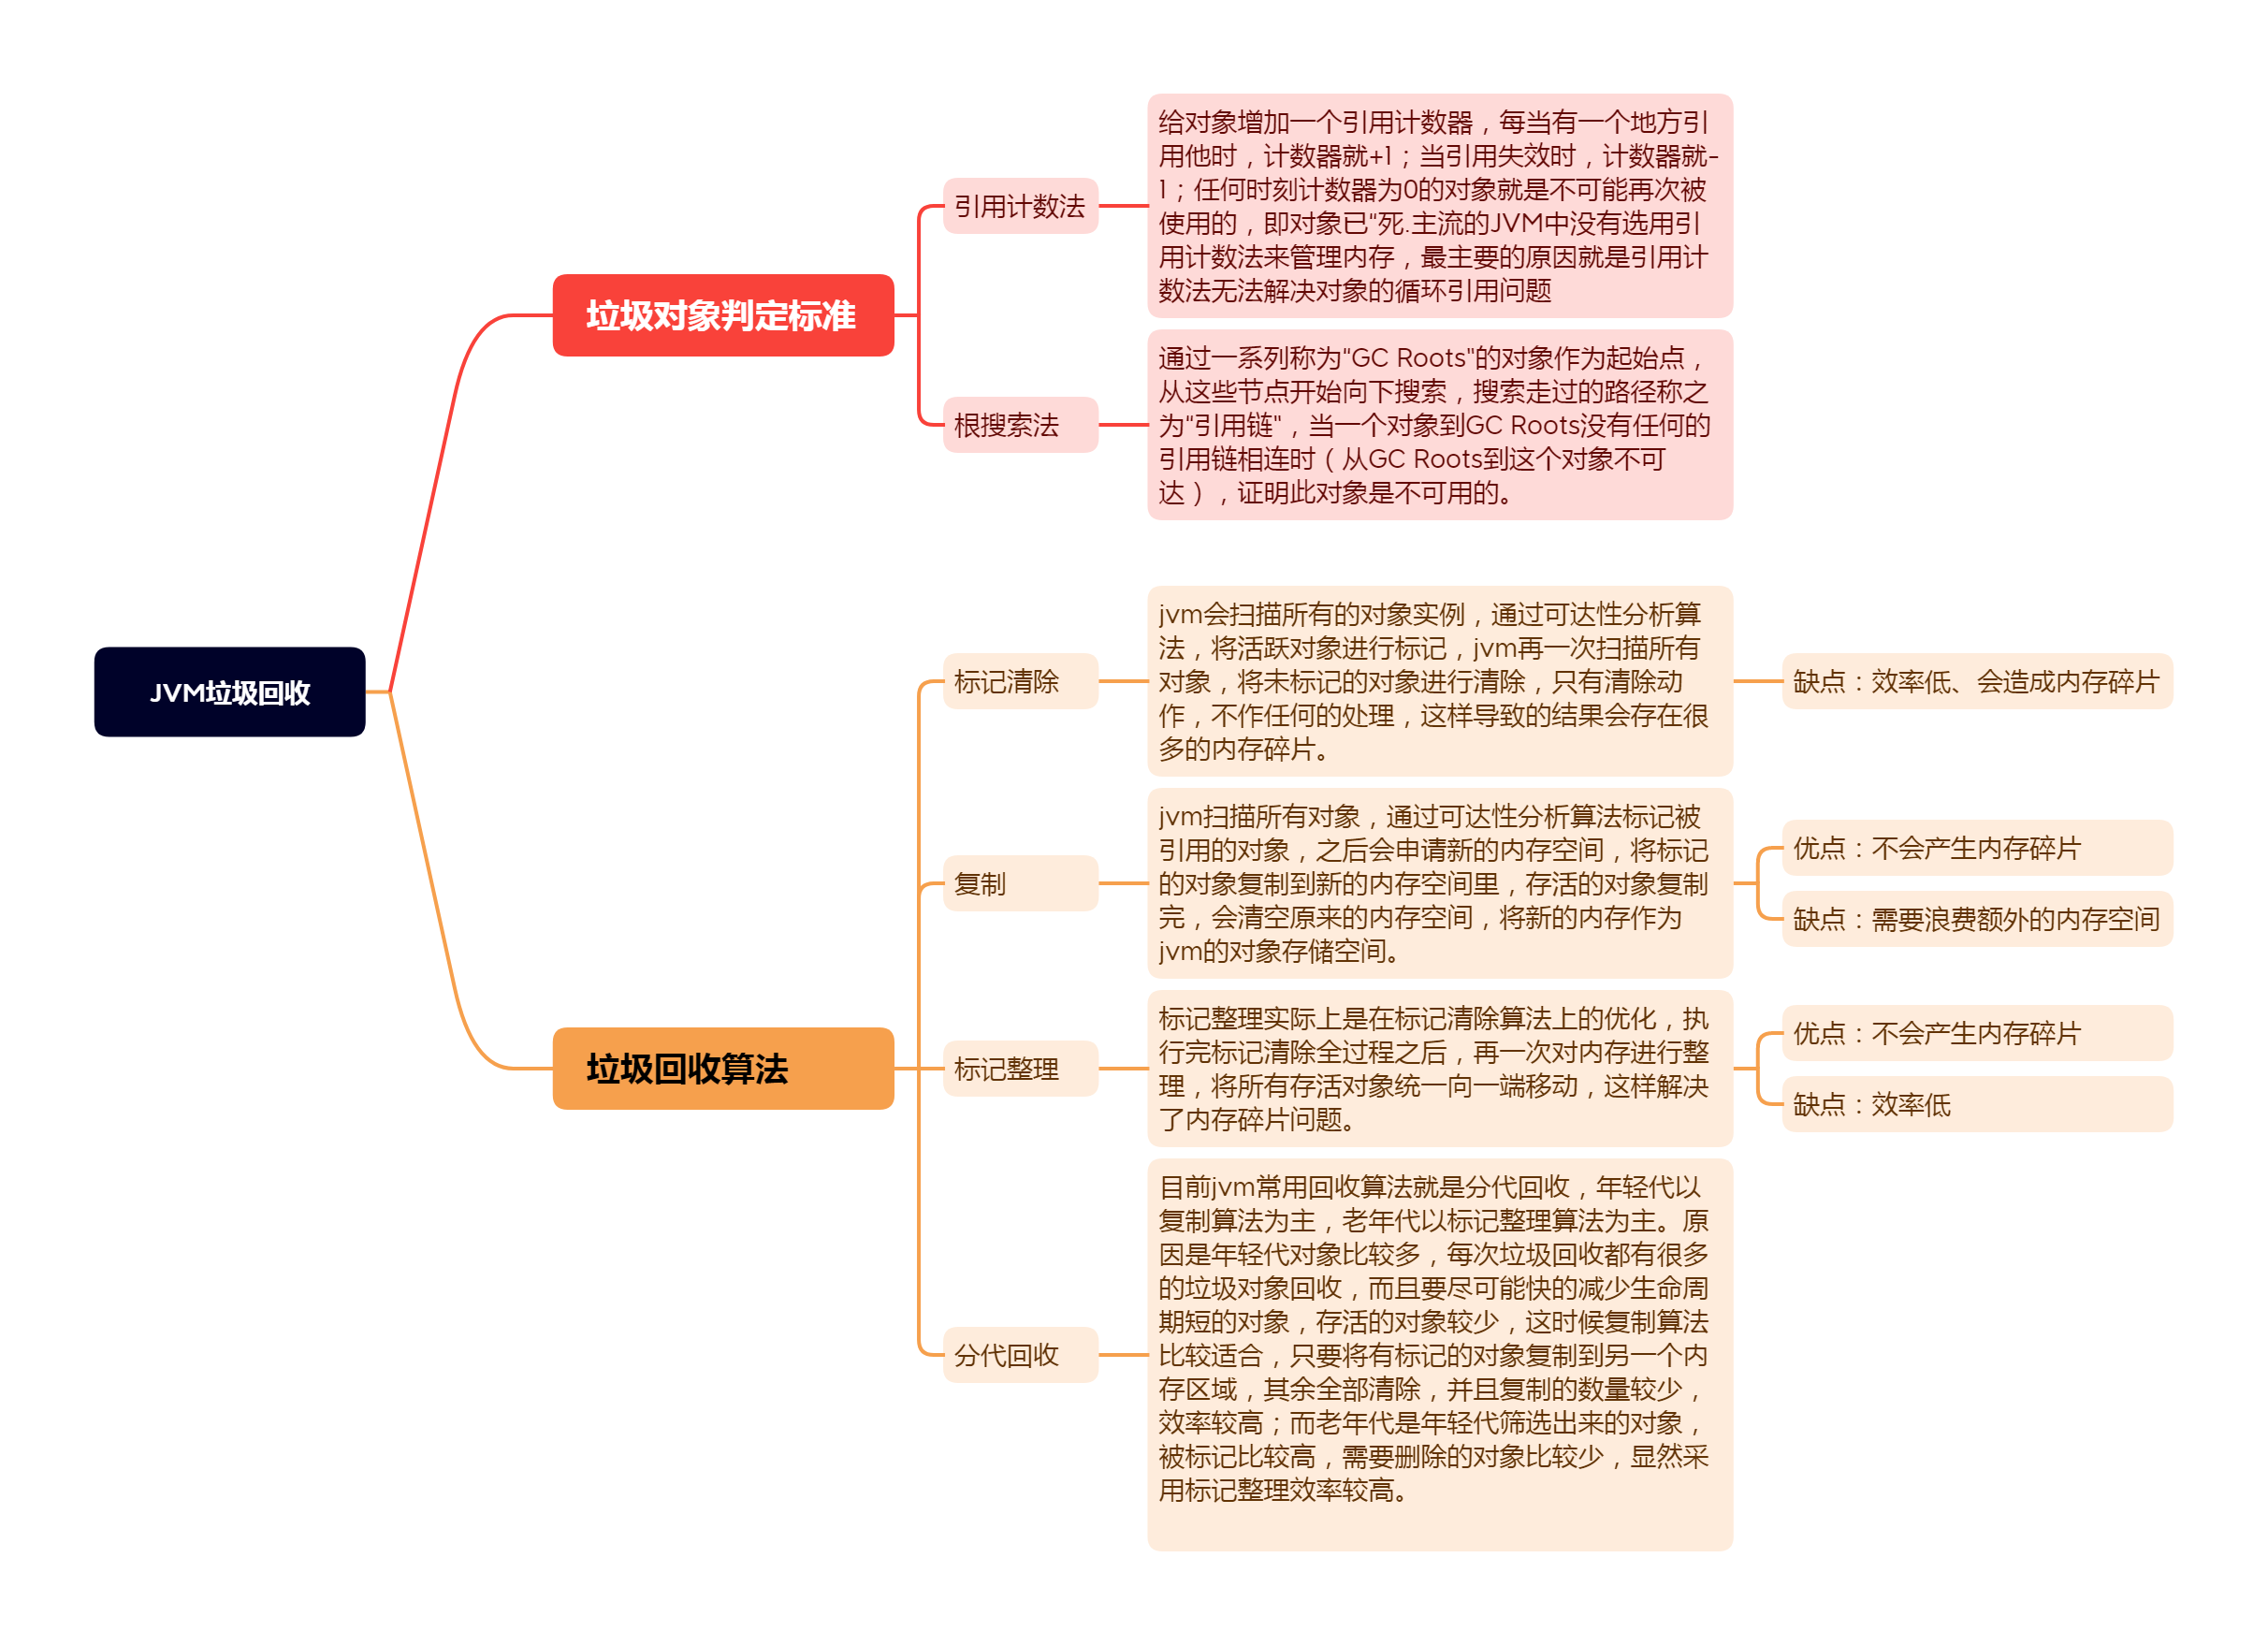 JVM垃圾回收
垃圾对象判定标准
引用计数法
给对象增加一个引用计数器，每当有一个地方引
用他时，计数器就+1；当引用失效时，计数器就-
1；任何时刻计数器为0的对象就是不可能再次被
使用的，即对象已“死.主流的JVM中没有选用引
用计数法来管理内存，最主要的原因就是引用计
数法无法解决对象的循环引用问题
根搜索法
通过一系列称为“GC Roots”的对象作为起始点，
从这些节点开始向下搜索，搜索走过的路径称之
为“引用链”，当一个对象到GC Roots没有任何的
引用链相连时（从GC Roots到这个对象不可
达），证明此对象是不可用的。
垃圾回收算法
标记清除
jvm会扫描所有的对象实例，通过可达性分析算
法，将活跃对象进行标记，jvm再一次扫描所有
对象，将未标记的对象进行清除，只有清除动
作，不作任何的处理，这样导致的结果会存在很
多的内存碎片。
缺点：效率低、会造成内存碎片
复制
jvm扫描所有对象，通过可达性分析算法标记被
引用的对象，之后会申请新的内存空间，将标记
的对象复制到新的内存空间里，存活的对象复制
完，会清空原来的内存空间，将新的内存作为
jvm的对象存储空间。
优点：不会产生内存碎片
缺点：需要浪费额外的内存空间
标记整理
标记整理实际上是在标记清除算法上的优化，执
行完标记清除全过程之后，再一次对内存进行整
理，将所有存活对象统一向一端移动，这样解决
了内存碎片问题。
优点：不会产生内存碎片
缺点：效率低
分代回收
目前jvm常用回收算法就是分代回收，年轻代以
复制算法为主，老年代以标记整理算法为主。原
因是年轻代对象比较多，每次垃圾回收都有很多
的垃圾对象回收，而且要尽可能快的减少生命周
期短的对象，存活的对象较少，这时候复制算法
比较适合，只要将有标记的对象复制到另一个内
存区域，其余全部清除，并且复制的数量较少，
效率较高；而老年代是年轻代筛选出来的对象，
被标记比较高，需要删除的对象比较少，显然采
用标记整理效率较高。